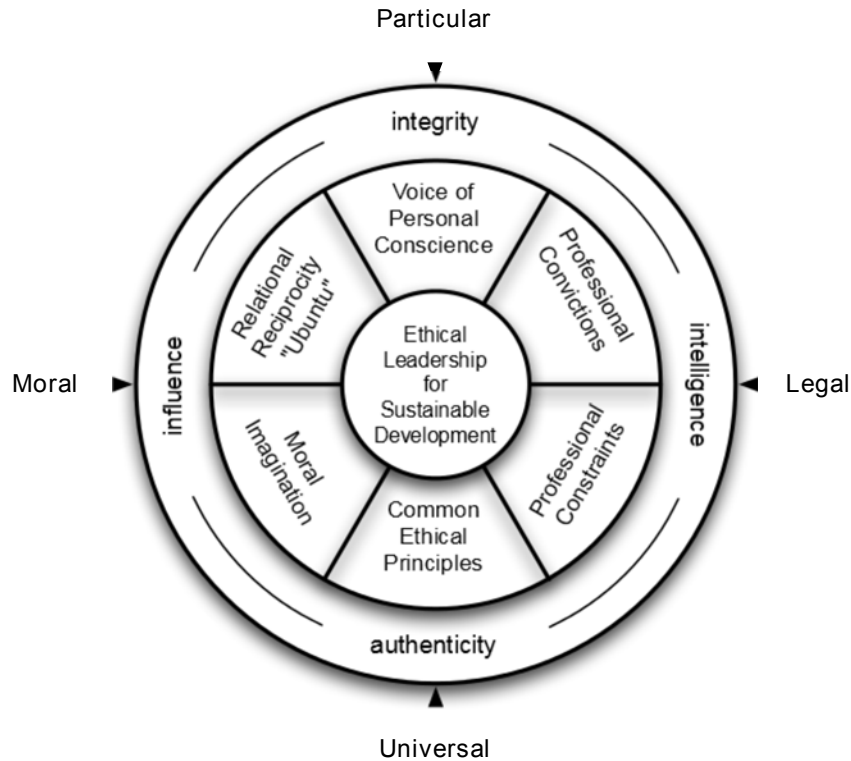 Particular
integrity
Voice of
Personal
Conscience
Relational
Reciprocity
"Ubuntu"
Professional
Convictions
Moral
influence
Ethical
Leadership
for
Sustainable
Development
intelligence
Legal
Moral
Imagination
Common
Ethical
Principles
Professional
Constraints
authenticity
Universal